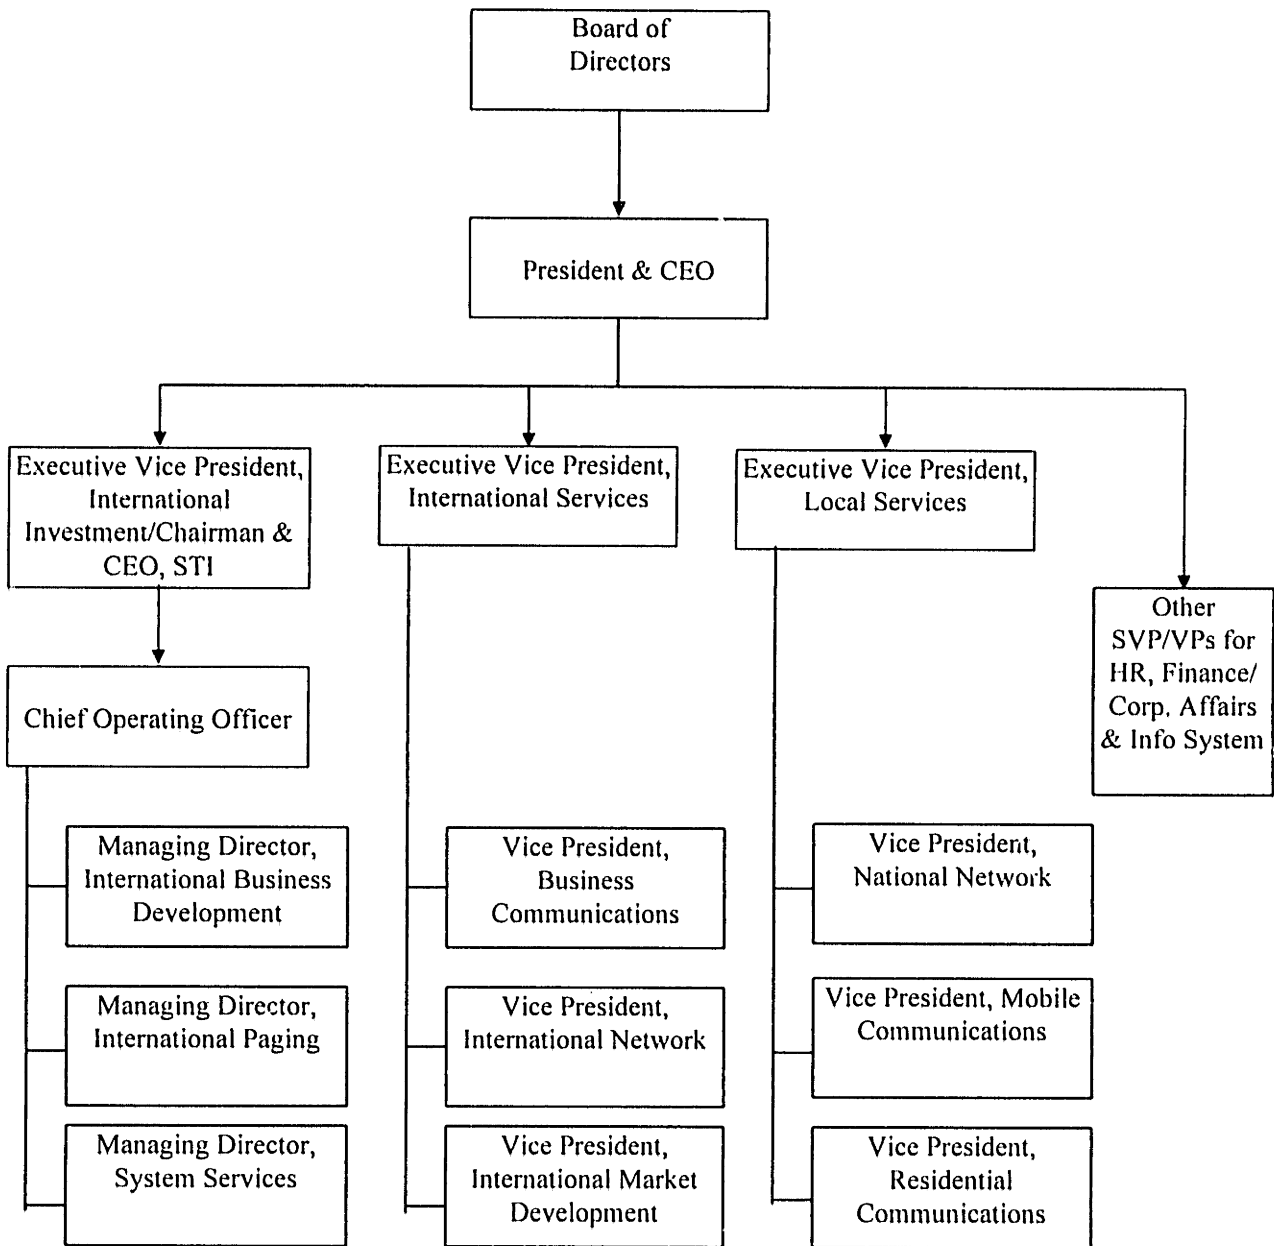 Board of
Directors
President & CEO
Executive Vice President,
International
Investment/Chairman &
CEO, STI
Executive Vice President,
International Services
Executive Vice President,
Local Services
Other
SVP/VPs for
HR, Finance/
Corp. Affairs
& Info System
Chief Operating Officer
Managing Director,
International Business
Development
Vice President,
Business
Communications
Vice President,
National Network
Managing Director,
International Paging
Vice President,
International Network
Vice President, Mobile
Communications
Managing Director,
System Services
Vice President,
International Market
Development
Vice President,
Residential
Communications